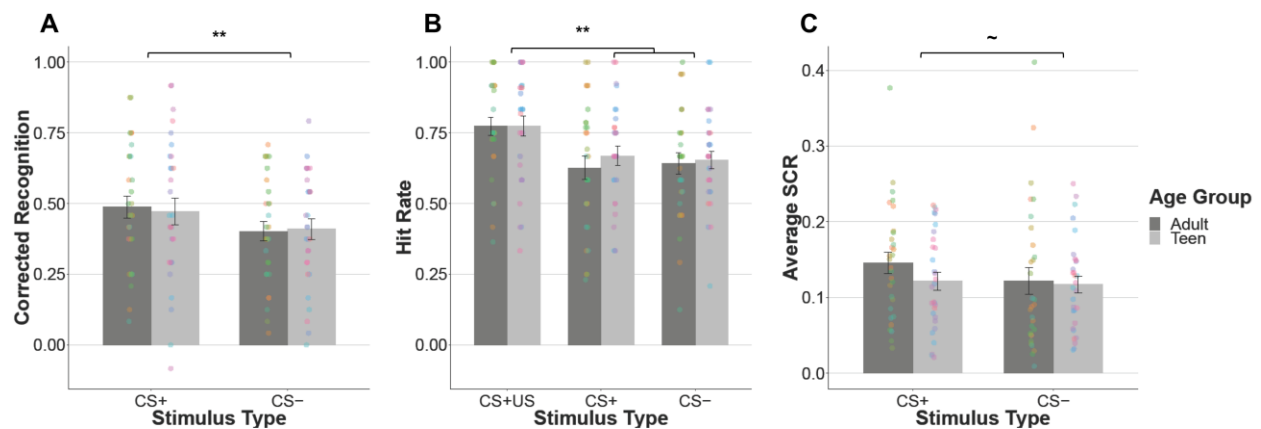 A
**
1.00
0.75
0.50
0.25
0.00
Corrected Recognition
CS+
CS−
Stimulus Type
B
**
1.00
0.75
0.50
0.25
0.00
Hit Rate
CS+US
CS+
CS−
Stimulus Type
C
~
0.4
0.3
0.2
0.1
0.0
Average SCR
CS+
CS−
Stimulus Type
Age Group
Adult
Teen